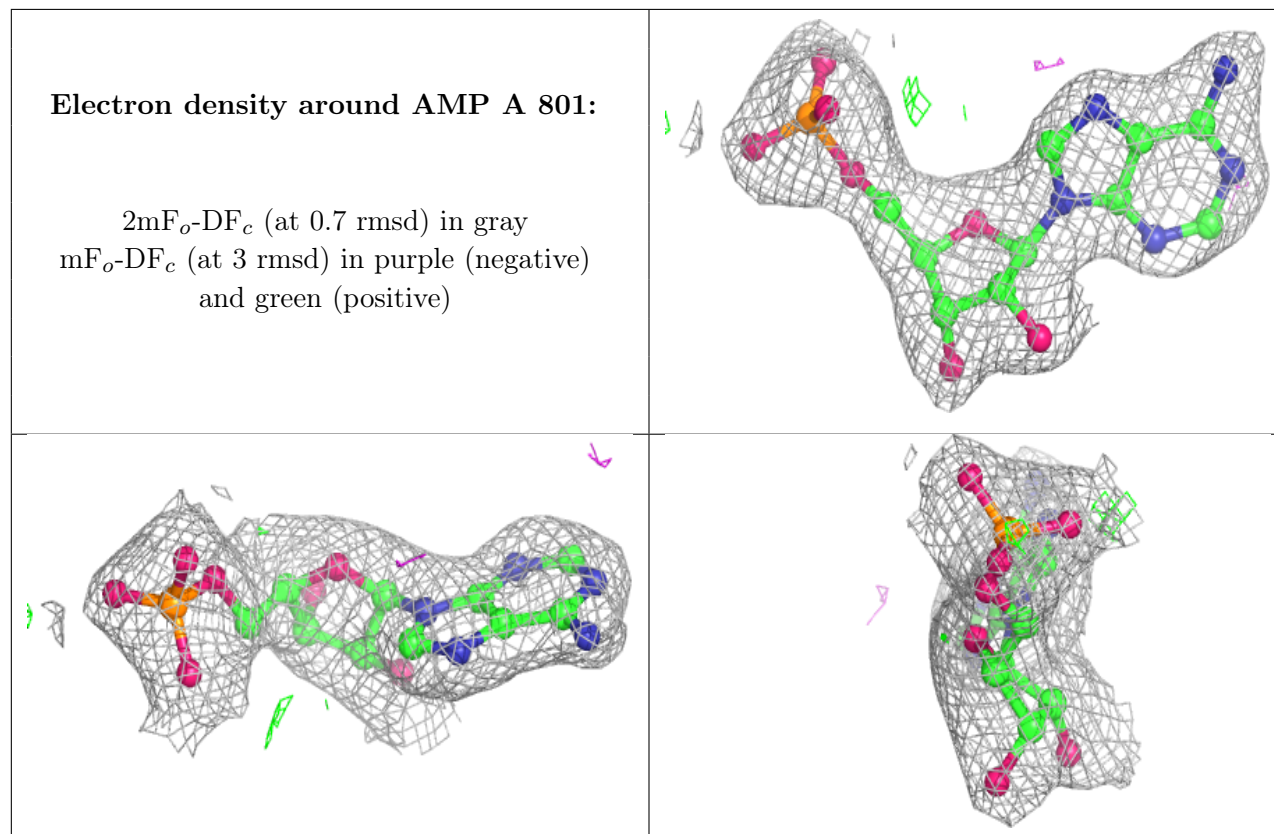 Electron density around AMP A 801:
2mFo-DFc (at 0.7 rmsd) in gray
mFo-DFc (at 3 rmsd) in purple (negative)
and green (positive)